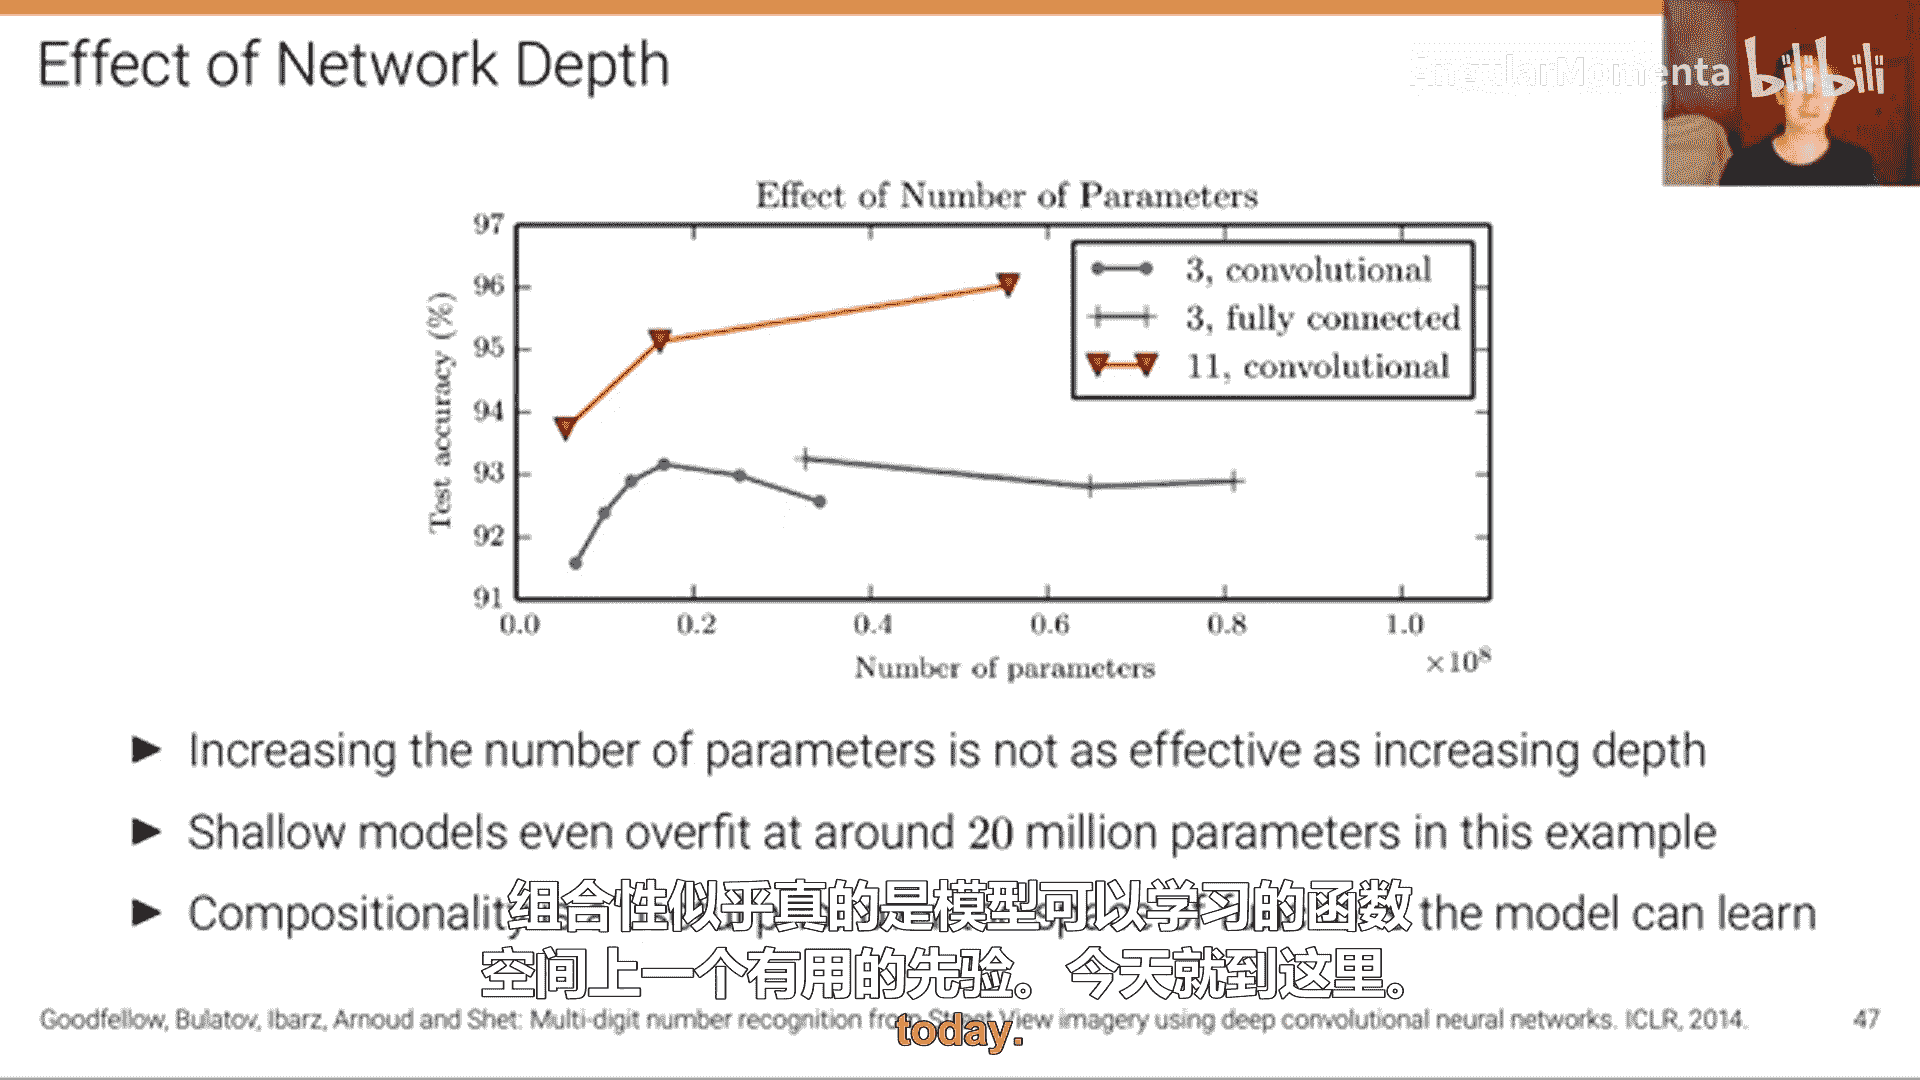 Effect of Network Depth
AngularMomenta bilibili
Effect of Number of Parameters
97
96
95
94
93
92
91
Test accuracy (%)
3, convolutional
3, fully connected
11, convolutional
0.0 0.2 0.4 0.6 0.8 1.0
Number of parameters
×10⁸
► Increasing the number of parameters is not as effective as increasing depth
► Shallow models even overfit at around 20 million parameters in this example
► Compositionality the model can learn
组合性似乎真的是模型可以学习的函数
空间上一个有用的先验。今天就到这里。
Goodfellow, Bulatov, Ibarz, Arnoud and Shet: Multi-digit number recognition from Street View imagery using deep convolutional neural networks. ICLR, 2014.
47
today.